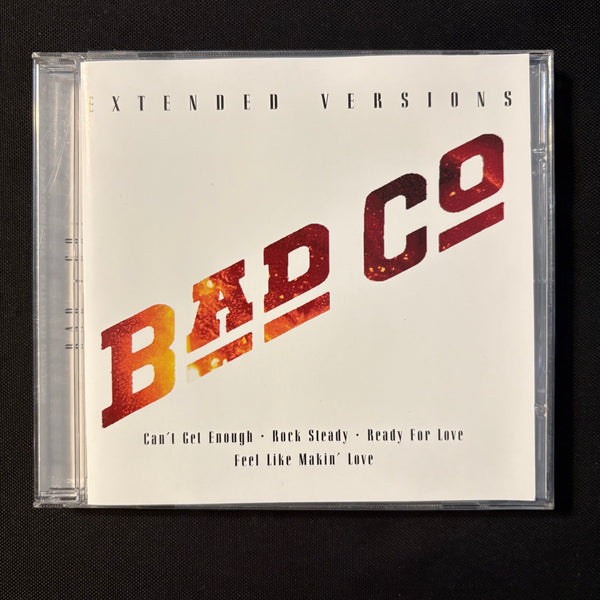 EXTENDED VERSIONS
BAD CO
Can't Get Enough · Rock Steady · Ready For Love
Feel Like Makin' Love